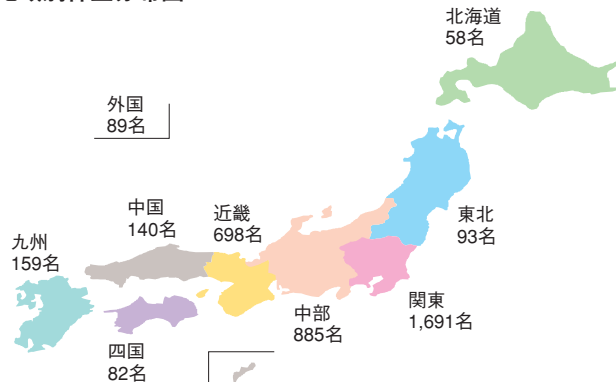 北海道
58名
外国
89名
東北
93名
中国
140名
近畿
698名
九州
159名
関東
1,691名
中部
885名
四国
82名